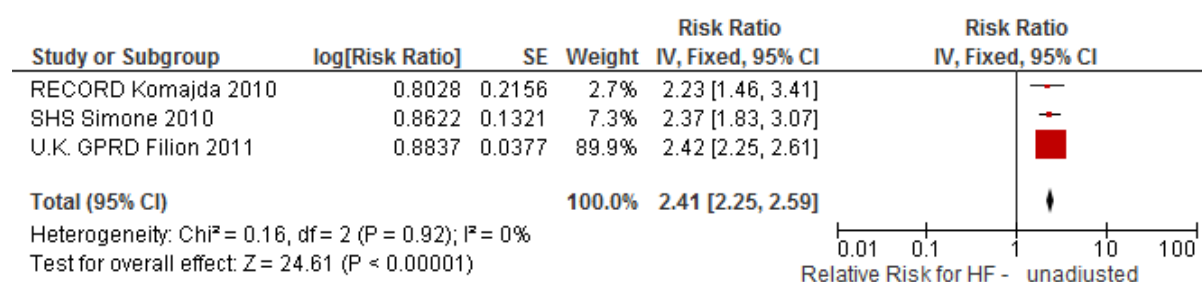 Risk Ratio Risk Ratio
Study or Subgroup log[Risk Ratio] SE Weight IV, Fixed, 95% CI IV, Fixed, 95% CI
RECORD Komajda 2010 0.8028 0.2156 2.7% 2.23 [1.46, 3.41]
SHS Simone 2010 0.8622 0.1321 7.3% 2.37 [1.83, 3.07]
U.K. GPRD Filion 2011 0.8837 0.0377 89.9% 2.42 [2.25, 2.61]
Total (95% CI) 100.0% 2.41 [2.25, 2.59]
Heterogeneity: Chi² = 0.16, df = 2 (P = 0.92); I² = 0%
Test for overall effect: Z = 24.61 (P < 0.00001)
0.01 0.1 1 10 100
Relative Risk for HF - unadjusted